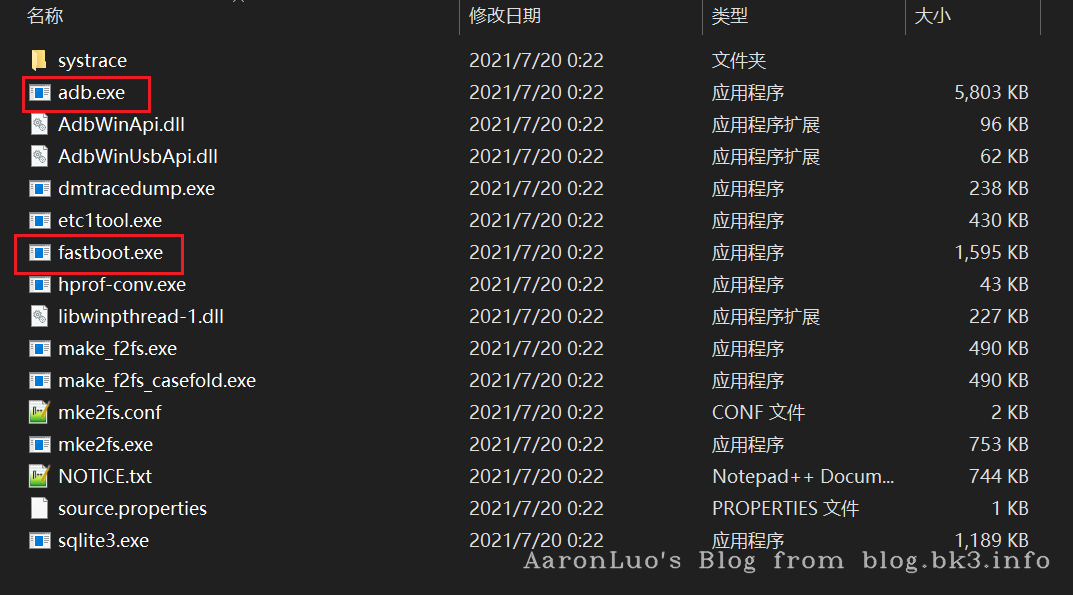 名称 修改日期 类型 大小
systrace 2021/7/20 0:22 文件夹
adb.exe 2021/7/20 0:22 应用程序 5,803 KB
AdbWinApi.dll 2021/7/20 0:22 应用程序扩展 96 KB
AdbWinUsbApi.dll 2021/7/20 0:22 应用程序扩展 62 KB
dmtracedump.exe 2021/7/20 0:22 应用程序 238 KB
etc1tool.exe 2021/7/20 0:22 应用程序 430 KB
fastboot.exe 2021/7/20 0:22 应用程序 1,595 KB
hprof-conv.exe 2021/7/20 0:22 应用程序 43 KB
libwinpthread-1.dll 2021/7/20 0:22 应用程序扩展 227 KB
make_f2fs.exe 2021/7/20 0:22 应用程序 490 KB
make_f2fs_casefold.exe 2021/7/20 0:22 应用程序 490 KB
mke2fs.conf 2021/7/20 0:22 CONF 文件 2 KB
mke2fs.exe 2021/7/20 0:22 应用程序 753 KB
NOTICE.txt 2021/7/20 0:22 Notepad++ Docum... 744 KB
source.properties 2021/7/20 0:22 PROPERTIES 文件 1 KB
sqlite3.exe 2021/7/20 0:22 应用程序 1,189 KB
AaronLuo's Blog from blog.bk3.info